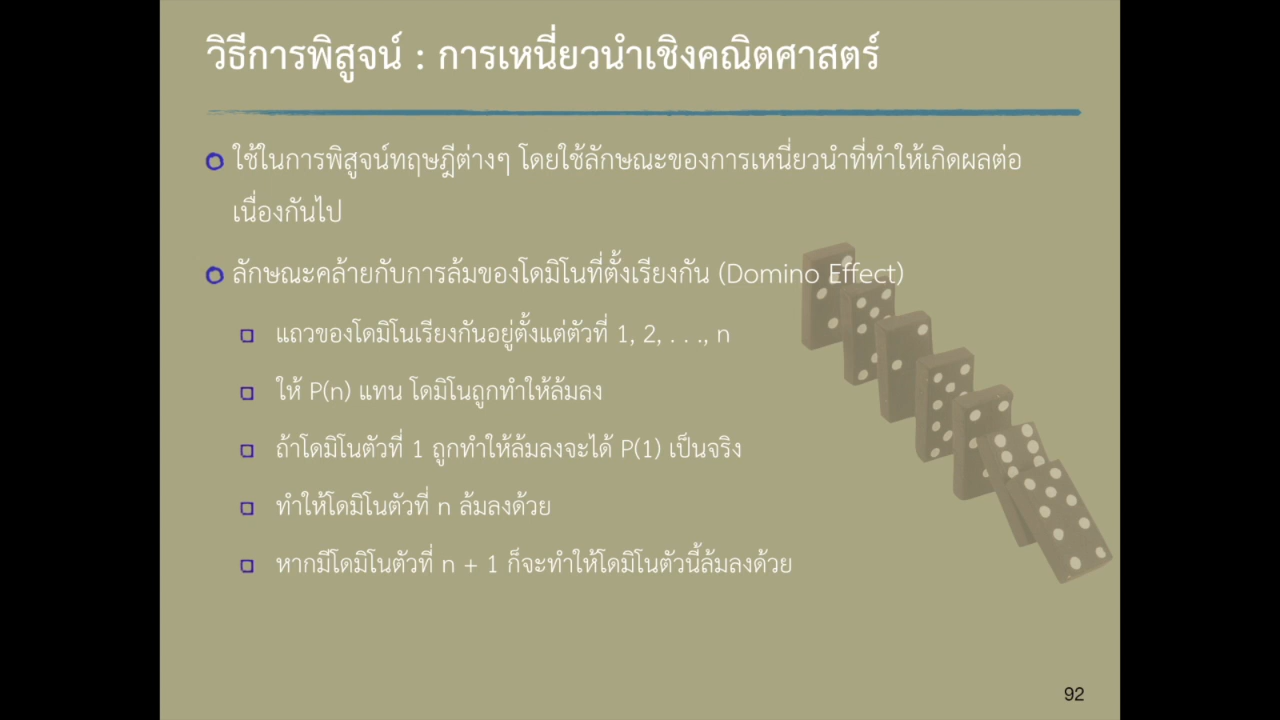 วิธีการพิสูจน์ : การเหนี่ยวนำเชิงคณิตศาสตร์
ใช้ในการพิสูจน์ทฤษฎีต่างๆ โดยใช้ลักษณะของการเหนี่ยวนำที่ทำให้เกิดผลต่อ
เนื่องกันไป
ลักษณะคล้ายกับการล้มของโดมิโนที่ตั้งเรียงกัน (Domino Effect)
แถวของโดมิโนเรียงกันอยู่ตั้งแต่ตัวที่ 1, 2, . . ., n
ให้ P(n) แทน โดมิโนถูกทำให้ล้มลง
ถ้าโดมิโนตัวที่ 1 ถูกทำให้ล้มลงจะได้ P(1) เป็นจริง
ทำให้โดมิโนตัวที่ n ล้มลงด้วย
หากมีโดมิโนตัวที่ n + 1 ก็จะทำให้โดมิโนตัวนี้ล้มลงด้วย
92